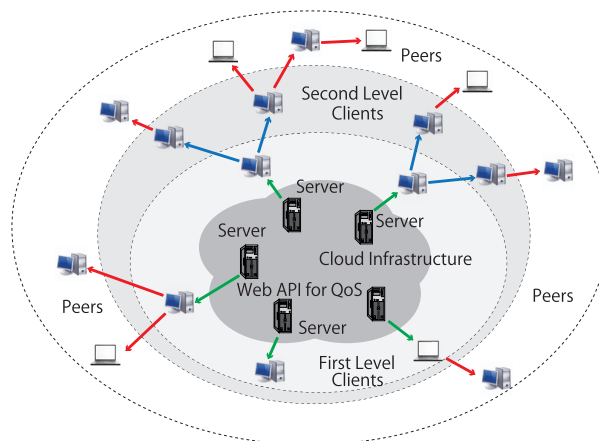 Peers
Second Level
Clients
Server
Server
Server
Cloud Infrastructure
Web API for QoS
Peers
Peers
Server
First Level
Clients